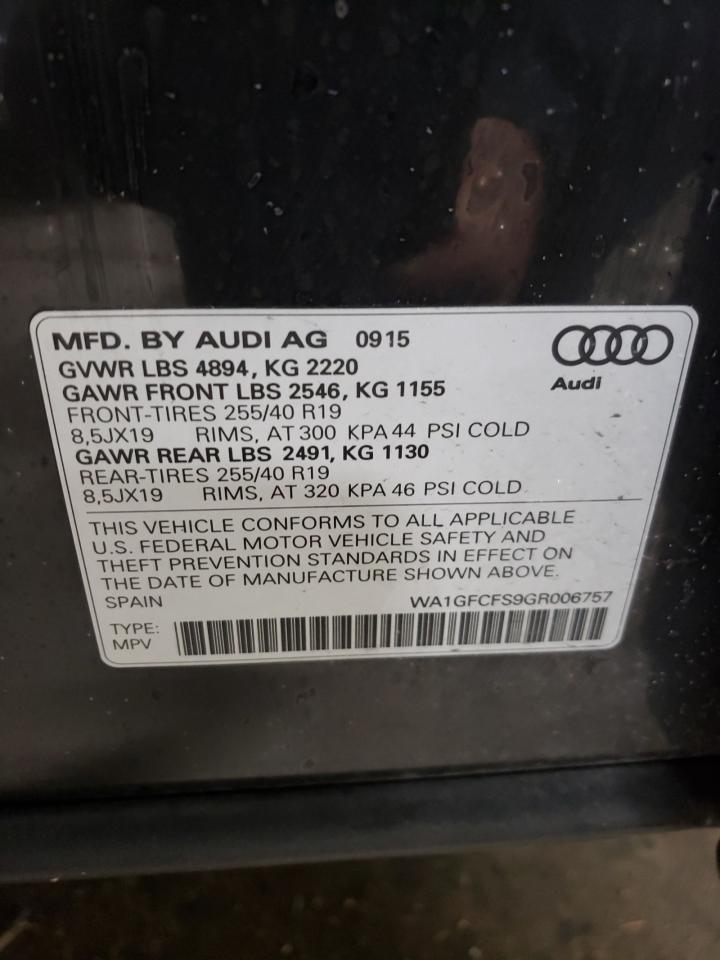 MFD. BY AUDI AG 0915
GVWR LBS 4894, KG 2220
GAWR FRONT LBS 2546, KG 1155
FRONT-TIRES 255/40 R19
8,5JX19 RIMS, AT 300 KPA 44 PSI COLD
GAWR REAR LBS 2491, KG 1130
REAR-TIRES 255/40 R19
8,5JX19 RIMS, AT 320 KPA 46 PSI COLD
Audi
THIS VEHICLE CONFORMS TO ALL APPLICABLE
U.S. FEDERAL MOTOR VEHICLE SAFETY AND
THEFT PREVENTION STANDARDS IN EFFECT ON
THE DATE OF MANUFACTURE SHOWN ABOVE.
SPAIN WA1GFCFS9GR006757
TYPE:
MPV